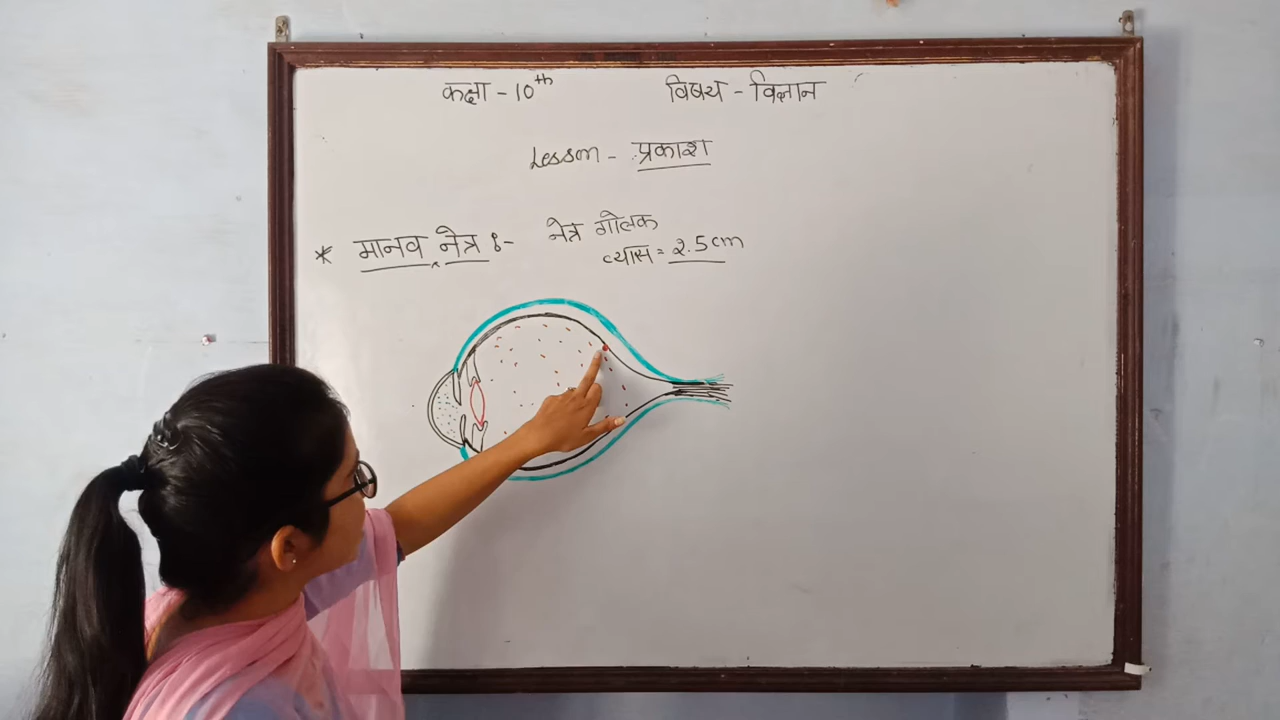 कक्षा - 10th विषय - विज्ञान
Lesson - प्रकाश
* मानव नेत्र :- नेत्र गोलक
व्यास = 2.5 cm